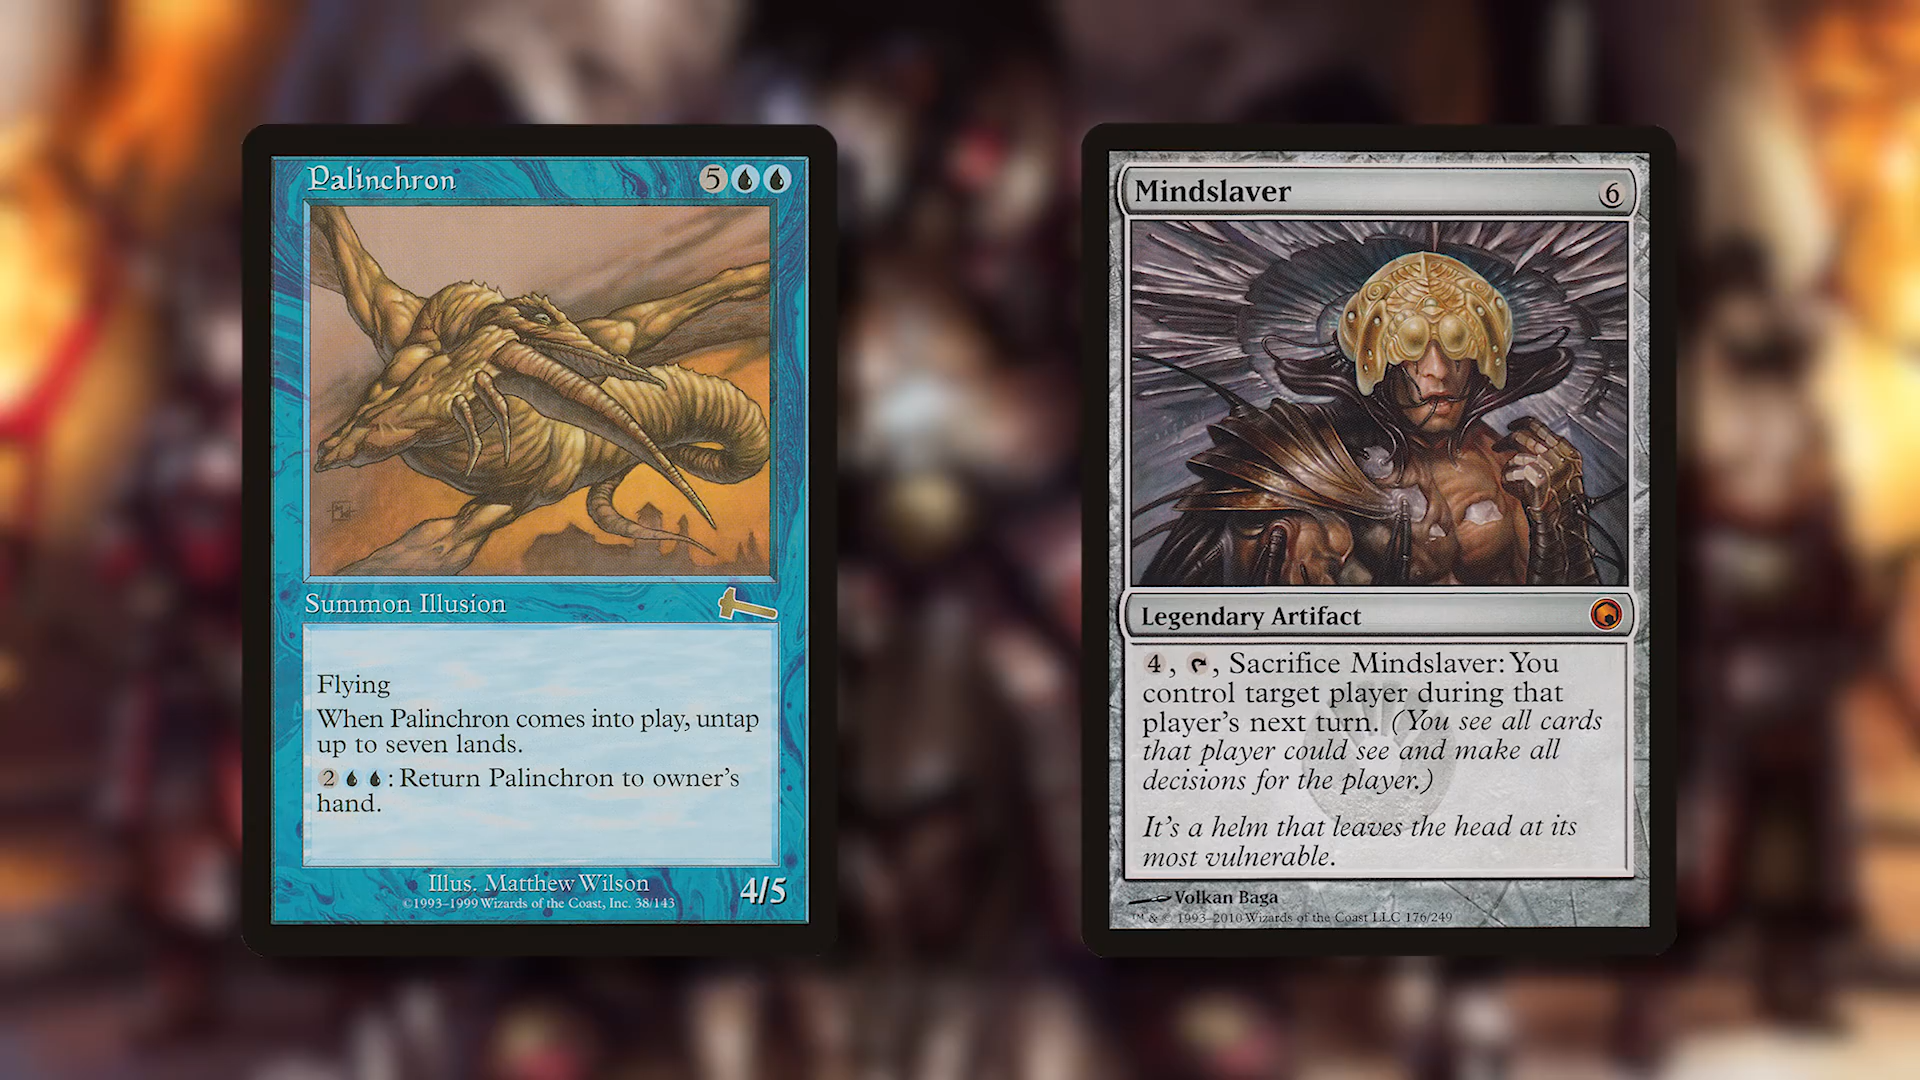 Palinchron 5
Summon Illusion
Flying
When Palinchron comes into play, untap
up to seven lands.
2 : Return Palinchron to owner's
hand.
Illus. Matthew Wilson
©1993–1999 Wizards of the Coast, Inc. 38/143
4/5
Mindslaver 6
Legendary Artifact
4, , Sacrifice Mindslaver: You
control target player during that
player's next turn. (You see all cards
that player could see and make all
decisions for the player.)
It's a helm that leaves the head at its
most vulnerable.
Volkan Baga
™ & © 1993–2010 Wizards of the Coast LLC 176/249